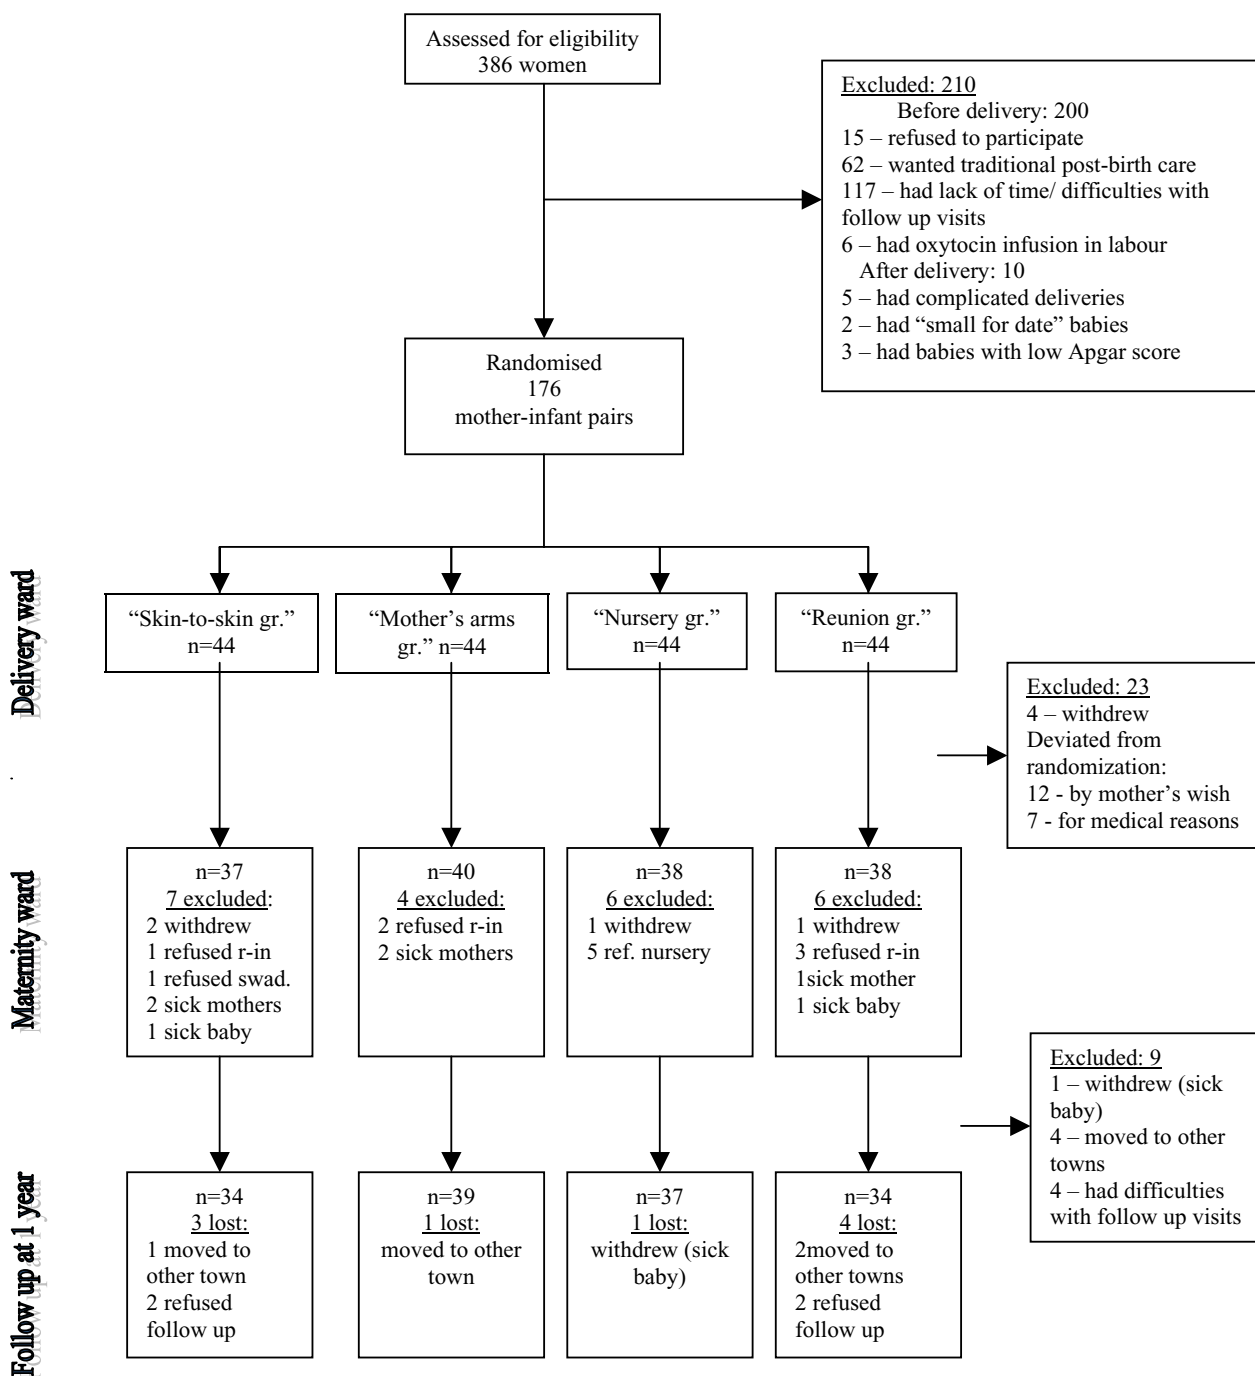 Assessed for eligibility
386 women
Excluded: 210
Before delivery: 200
15 – refused to participate
62 – wanted traditional post-birth care
117 – had lack of time/ difficulties with
follow up visits
6 – had oxytocin infusion in labour
After delivery: 10
5 – had complicated deliveries
2 – had “small for date” babies
3 – had babies with low Apgar score
Randomised
176
mother-infant pairs
Delivery ward
“Skin-to-skin gr.”
n=44
“Mother’s arms
gr.” n=44
“Nursery gr.”
n=44
“Reunion gr.”
n=44
Excluded: 23
4 – withdrew
Deviated from
randomization:
12 - by mother’s wish
7 - for medical reasons
Maternity ward
n=37
7 excluded:
2 withdrew
1 refused r-in
1 refused swad.
2 sick mothers
1 sick baby
n=40
4 excluded:
2 refused r-in
2 sick mothers
n=38
6 excluded:
1 withdrew
5 ref. nursery
n=38
6 excluded:
1 withdrew
3 refused r-in
1sick mother
1 sick baby
Excluded: 9
1 – withdrew (sick
baby)
4 – moved to other
towns
4 – had difficulties
with follow up visits
Follow up at 1 year
n=34
3 lost:
1 moved to
other town
2 refused
follow up
n=39
1 lost:
moved to other
town
n=37
1 lost:
withdrew (sick
baby)
n=34
4 lost:
2moved to
other towns
2 refused
follow up